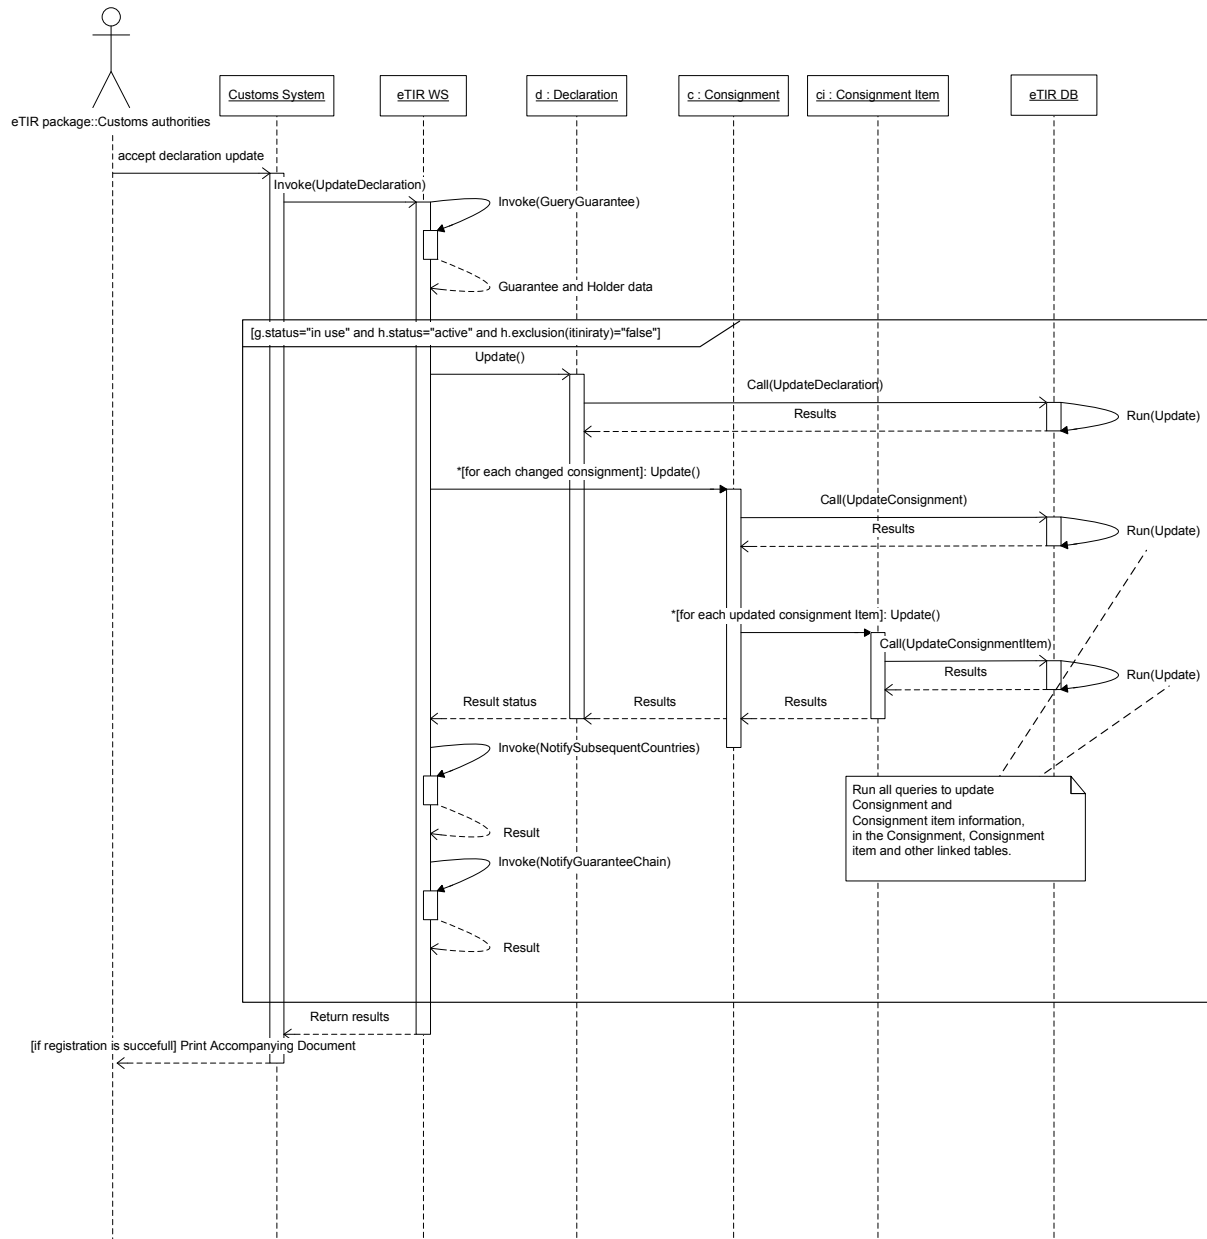 Customs System
eTIR WS
d : Declaration
c : Consignment
ci : Consignment Item
eTIR DB
eTIR package::Customs authorities
accept declaration update
Invoke(UpdateDeclaration)
Invoke(GueryGuarantee)
Guarantee and Holder data
[g.status="in use" and h.status="active" and h.exclusion(itiniraty)="false"]
Update()
Call(UpdateDeclaration)
Results
Run(Update)
*[for each changed consignment]: Update()
Call(UpdateConsignment)
Results
Run(Update)
*[for each updated consignment Item]: Update()
Call(UpdateConsignmentItem)
Results
Run(Update)
Result status
Results
Results
Invoke(NotifySubsequentCountries)
Result
Run all queries to update
Consignment and
Consignment item information,
in the Consignment, Consignment
item and other linked tables.
Invoke(NotifyGuaranteeChain)
Result
Return results
[if registration is succefull] Print Accompanying Document